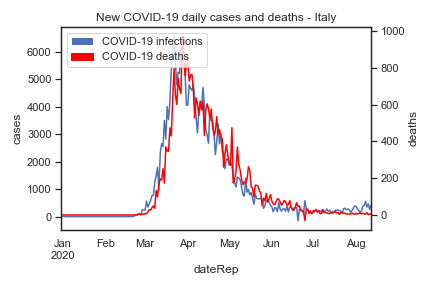 New COVID-19 daily cases and deaths - Italy
COVID-19 infections
COVID-19 deaths
6000
5000
4000
3000
2000
1000
0
cases
1000
800
600
400
200
0
deaths
Jan Feb Mar Apr May Jun Jul Aug
2020
dateRep